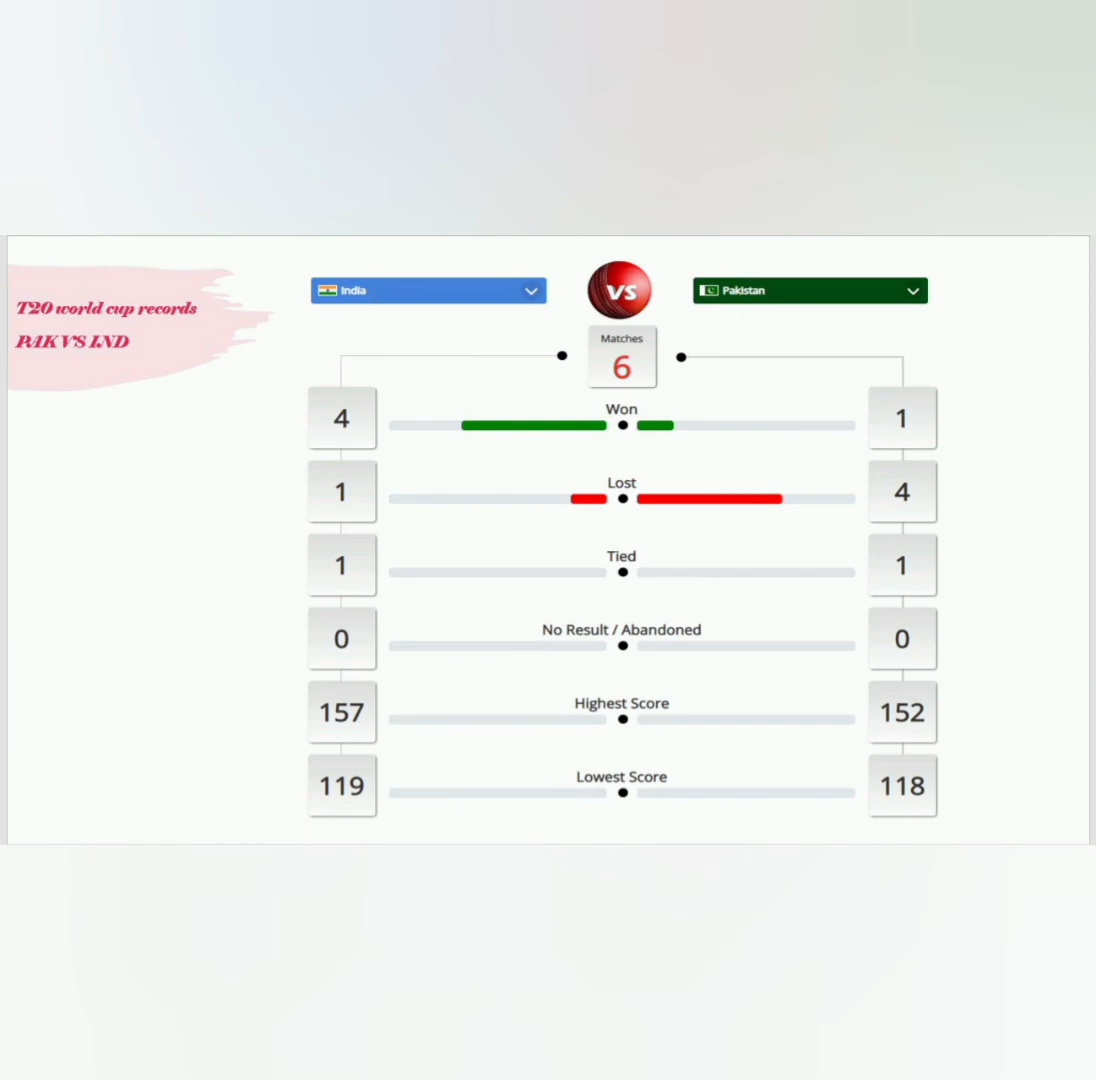 India
VS
Pakistan
T20 world cup records
PAK VS IND
Matches
6
Won
4
1
Lost
1
4
Tied
1
1
No Result / Abandoned
0
0
Highest Score
157
152
Lowest Score
119
118